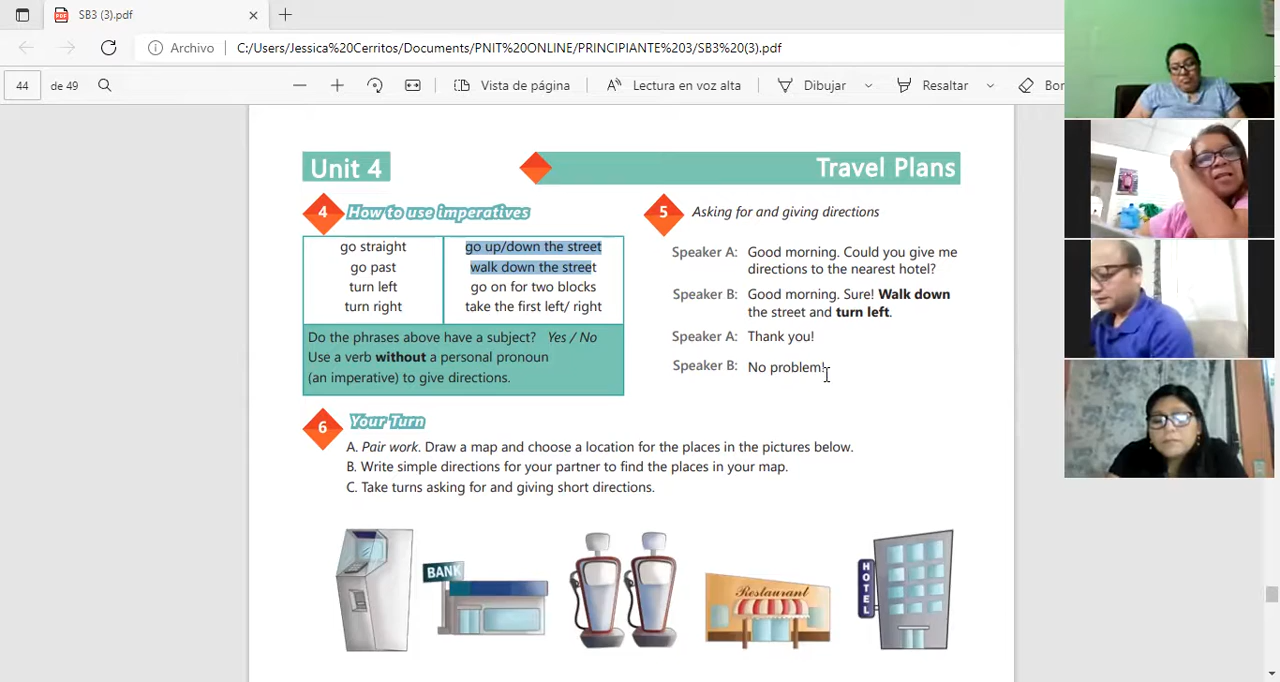 SB3 (3).pdf
Archivo
C:/Users/Jessica%20Cerritos/Documents/PNIT%20ONLINE/PRINCIPIANTE%203/SB3%20(3).pdf
44 de 49
Vista de página
Lectura en voz alta
Dibujar
Resaltar
Bor
Unit 4
Travel Plans
4 How to use imperatives
go straight
go past
turn left
turn right
go up/down the street
walk down the street
go on for two blocks
take the first left/ right
Do the phrases above have a subject? Yes / No
Use a verb without a personal pronoun
(an imperative) to give directions.
5 Asking for and giving directions
Speaker A: Good morning. Could you give me
directions to the nearest hotel?
Speaker B: Good morning. Sure! Walk down
the street and turn left.
Speaker A: Thank you!
Speaker B: No problem!
6 Your Turn
A. Pair work. Draw a map and choose a location for the places in the pictures below.
B. Write simple directions for your partner to find the places in your map.
C. Take turns asking for and giving short directions.
BANK
Restaurant
HOTEL